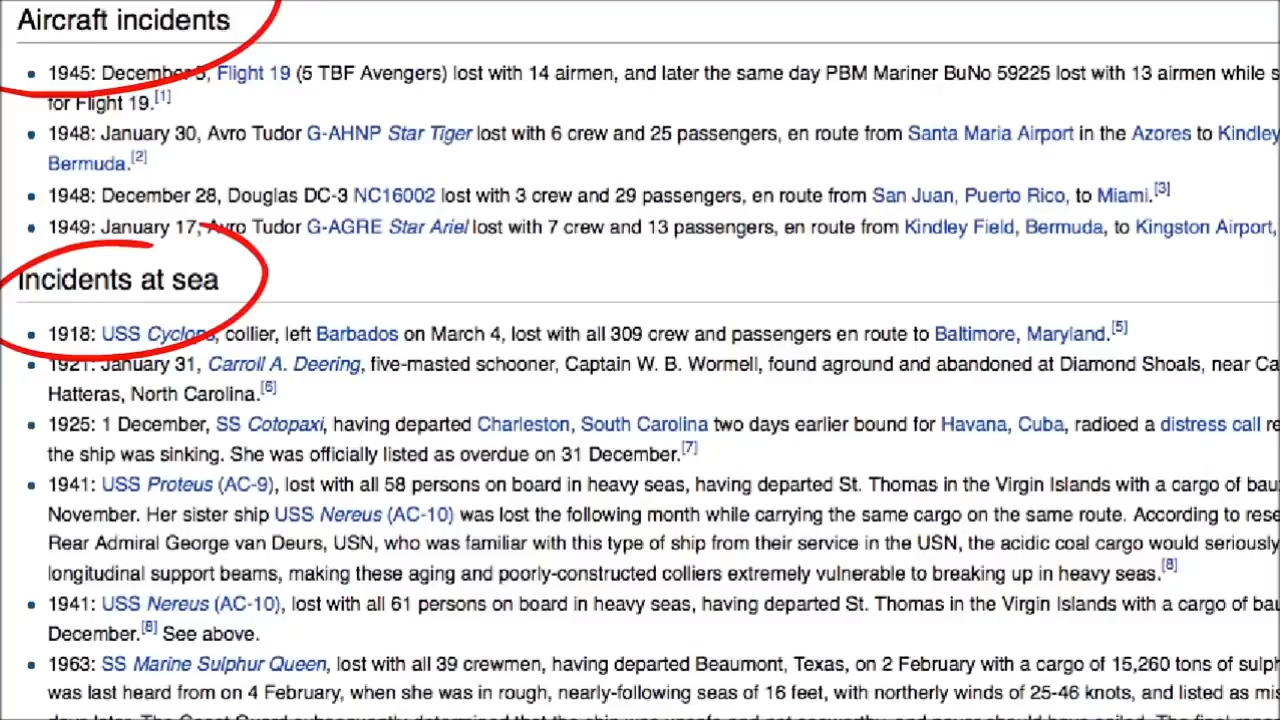 Aircraft incidents
1945: December 5, Flight 19 (5 TBF Avengers) lost with 14 airmen, and later the same day PBM Mariner BuNo 59225 lost with 13 airmen while s
for Flight 19.[1]
1948: January 30, Avro Tudor G-AHNP Star Tiger lost with 6 crew and 25 passengers, en route from Santa Maria Airport in the Azores to Kindley
Bermuda.[2]
1948: December 28, Douglas DC-3 NC16002 lost with 3 crew and 29 passengers, en route from San Juan, Puerto Rico, to Miami.[3]
1949: January 17, Avro Tudor G-AGRE Star Ariel lost with 7 crew and 13 passengers, en route from Kindley Field, Bermuda, to Kingston Airport,
Incidents at sea
1918: USS Cyclops, collier, left Barbados on March 4, lost with all 309 crew and passengers en route to Baltimore, Maryland.[5]
1921: January 31, Carroll A. Deering, five-masted schooner, Captain W. B. Wormell, found aground and abandoned at Diamond Shoals, near Ca
Hatteras, North Carolina.[6]
1925: 1 December, SS Cotopaxi, having departed Charleston, South Carolina two days earlier bound for Havana, Cuba, radioed a distress call re
the ship was sinking. She was officially listed as overdue on 31 December.[7]
1941: USS Proteus (AC-9), lost with all 58 persons on board in heavy seas, having departed St. Thomas in the Virgin Islands with a cargo of bau
November. Her sister ship USS Nereus (AC-10) was lost the following month while carrying the same cargo on the same route. According to rese
Rear Admiral George van Deurs, USN, who was familiar with this type of ship from their service in the USN, the acidic coal cargo would seriously
longitudinal support beams, making these aging and poorly-constructed colliers extremely vulnerable to breaking up in heavy seas.[8]
1941: USS Nereus (AC-10), lost with all 61 persons on board in heavy seas, having departed St. Thomas in the Virgin Islands with a cargo of bau
December.[8] See above.
1963: SS Marine Sulphur Queen, lost with all 39 crewmen, having departed Beaumont, Texas, on 2 February with a cargo of 15,260 tons of sulph
was last heard from on 4 February, when she was in rough, nearly-following seas of 16 feet, with northerly winds of 25-46 knots, and listed as mis